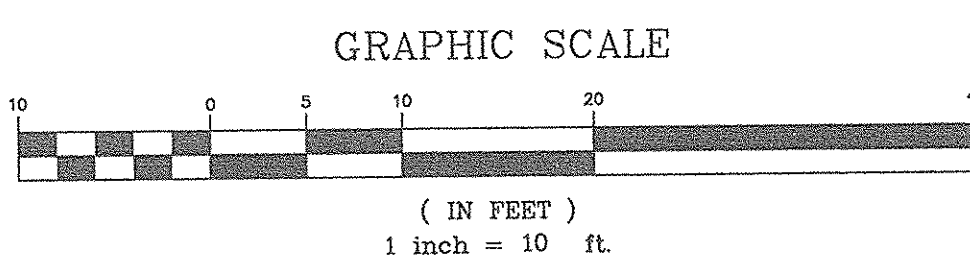 GRAPHIC SCALE
10 0 5 10 20
( IN FEET )
1 inch = 10 ft.